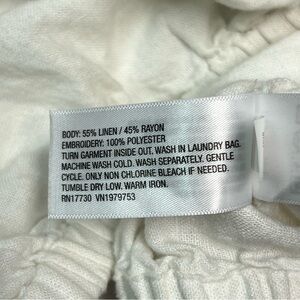 BODY: 55% LINEN / 45% RAYON
EMBROIDERY: 100% POLYESTER
TURN GARMENT INSIDE OUT. WASH IN LAUNDRY BAG.
MACHINE WASH COLD. WASH SEPARATELY. GENTLE
CYCLE. ONLY NON CHLORINE BLEACH IF NEEDED.
TUMBLE DRY LOW. WARM IRON.
RN17730 VN1979753